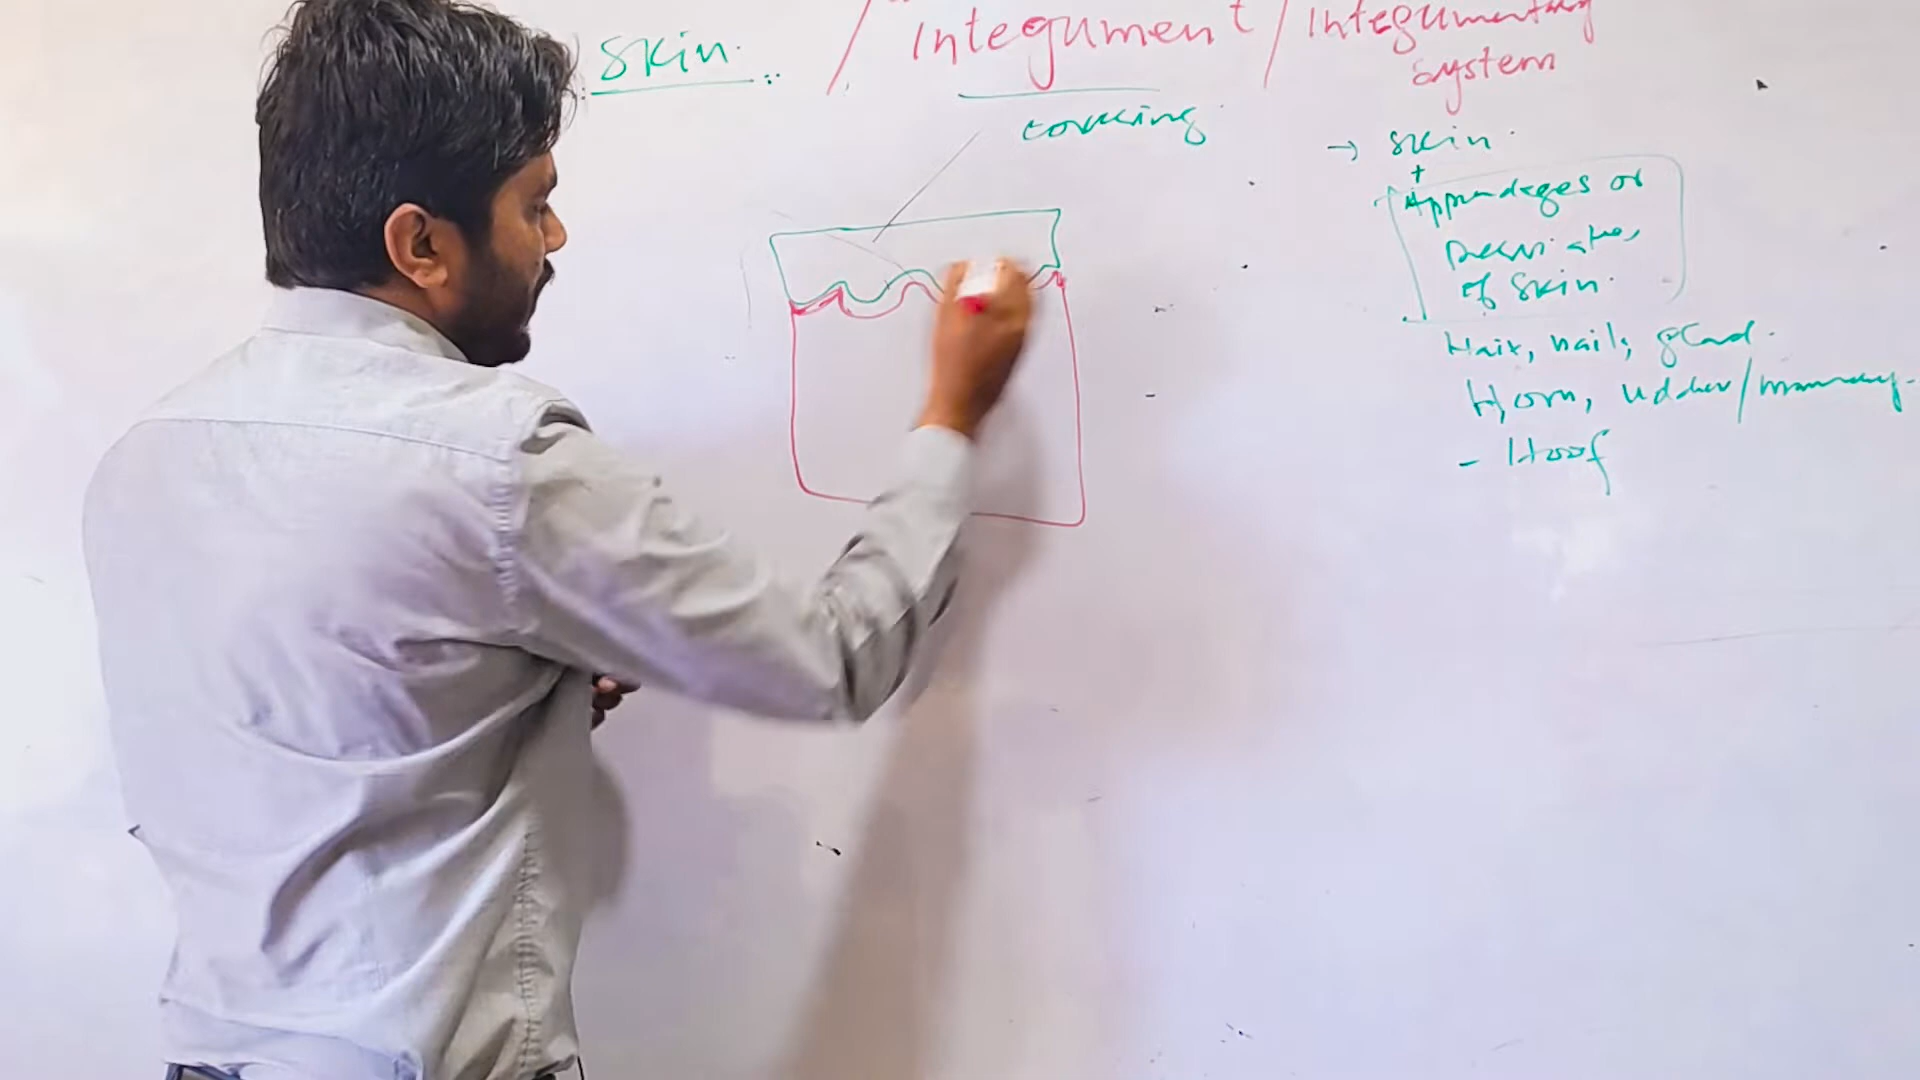 Skin / Integument / Integumentary
System
covering
→ Skin
+
Appendages or
Derivatives
of Skin.
Hair, nail, gland.
Horn, udder/mammary.
- Hoof